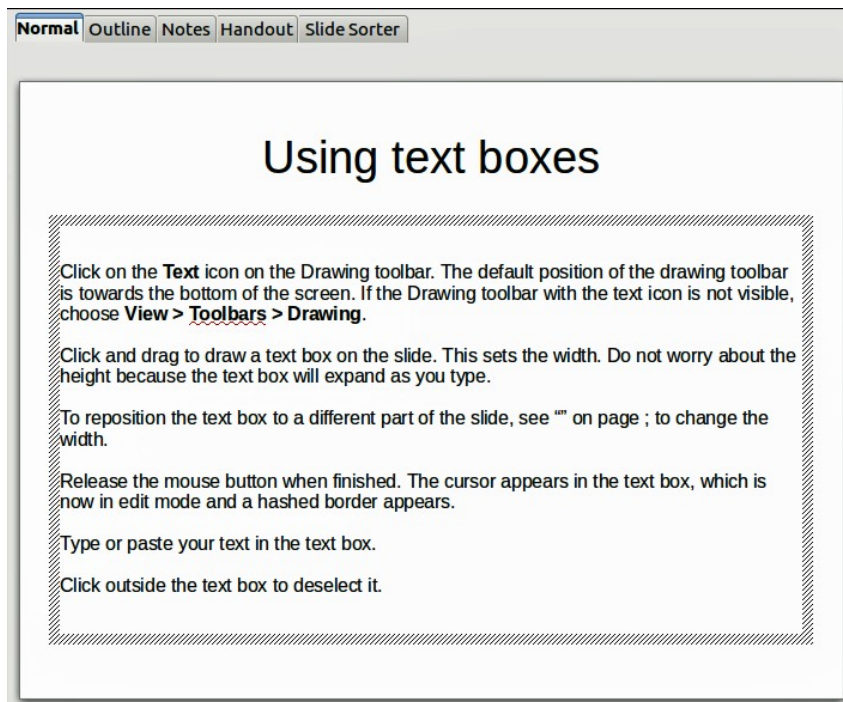 Normal Outline Notes Handout Slide Sorter
Using text boxes
Click on the Text icon on the Drawing toolbar. The default position of the drawing toolbar
is towards the bottom of the screen. If the Drawing toolbar with the text icon is not visible,
choose View > Toolbars > Drawing.
Click and drag to draw a text box on the slide. This sets the width. Do not worry about the
height because the text box will expand as you type.
To reposition the text box to a different part of the slide, see “” on page ; to change the
width.
Release the mouse button when finished. The cursor appears in the text box, which is
now in edit mode and a hashed border appears.
Type or paste your text in the text box.
Click outside the text box to deselect it.